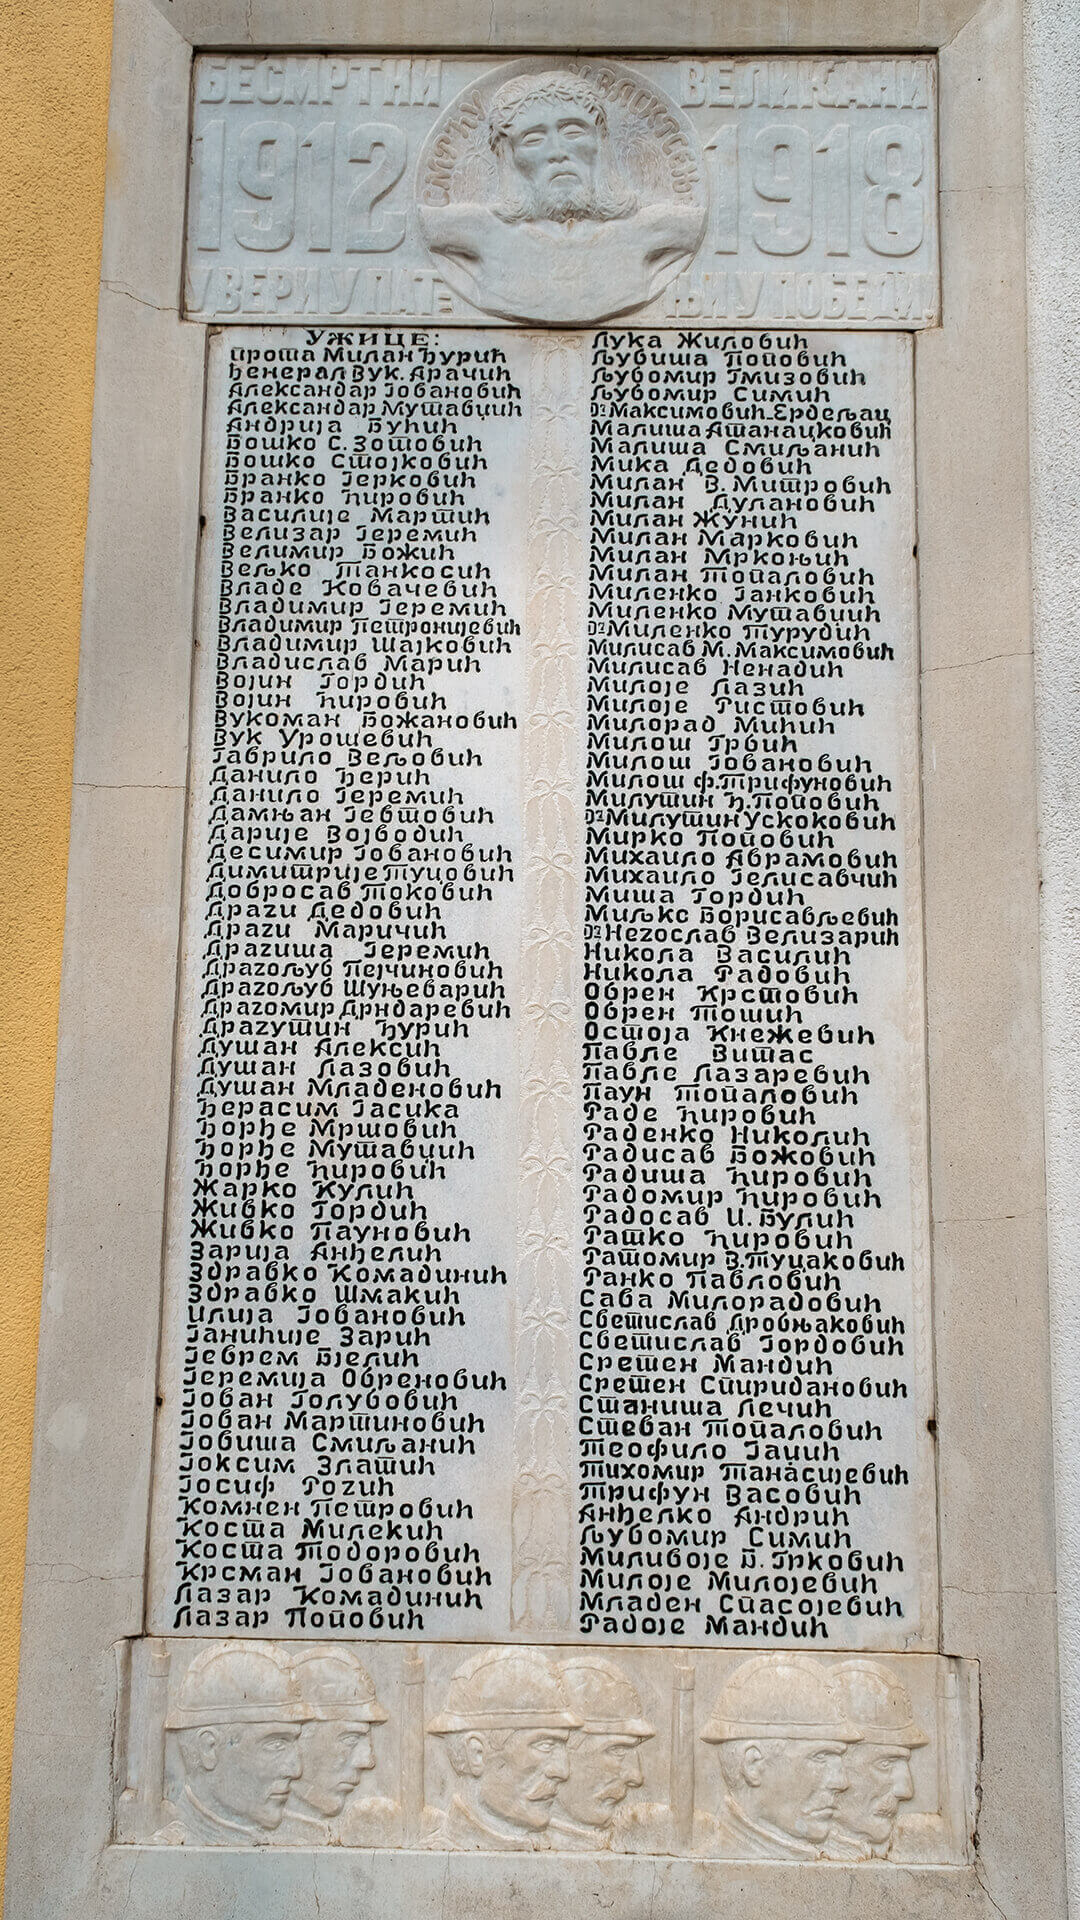 БЕСМРТНИ ВЕЛИКАНИ
1912 1918
У ВЕРИ У ПАТ=
ЊИ У ПОБЕДИ!
УЖИЦЕ:
прота Милан Ђурић
Ђенерал Вук. Арачић
Александар Јовановић
Александар Мутавџић
Андрија Бућић
Бошко С. Зотовић
Бошко Стојковић
Бранко Јерковић
Бранко Ћировић
Василије Мартић
Велизар Јеремић
Велимир Божић
Вељко Танкосић
Владе Ковачевић
Владимир Јеремић
Владимир Петронијевић
Владимир Шајковић
Владислав Марић
Војин Гордић
Војин Ћировић
Вукоман Божановић
Вук Урошевић
Гаврило Вељовић
Данило Ђерић
Данило Јеремић
Дамњан Јевтовић
Дарије Војводић
Десимир Јовановић
Димитрије Туцовић
Добросав Токовић
Драги Дедовић
Драги Маричић
Драгиша Јеремић
Драгољуб Пејчиновић
Драгољуб Шуњеварић
Драгомир Дрндаревић
Драгутин Ђурић
Душан Алексић
Душан Лазовић
Душан Младеновић
Ђерасим Јасика
Ђорђе Мршовић
Ђорђе Мутавџић
Ђорђе Ћировић
Жарко Кулић
Живко Гордић
Живко Пауновић
Зарија Анђелић
Здравко Комадинић
Здравко Шмакић
Илија Јовановић
Јанићије Зарић
Јеврем Бјелић
Јеремија Обреновић
Јован Голубовић
Јован Мартиновић
Јовиша Смиљанић
Јоксим Златић
Јосиф Рогић
Комнен Петровић
Коста Милекић
Коста Тодоровић
Крсман Јовановић
Лазар Комадинић
Лазар Поповић
Лука Жиловић
Љубиша Поповић
Љубомир Гмизовић
Љубомир Симић
Др Максимовић-Ердељац
Малиша Атанацковић
Малиша Смиљанић
Мика Дедовић
Милан В. Митровић
Милан Дулановић
Милан Жунић
Милан Марковић
Милан Мркоњић
Милан Топаловић
Миленко Јанковић
Миленко Мутавџић
Др Миленко Турудић
Милисав М. Максимовић
Милисав Ненадић
Милоје Лазић
Милоје Ристовић
Милорад Мићић
Милош Грбић
Милош Јовановић
Милош Ф. Трифуновић
Милутин Ђ. Поповић
Др Милутин Ускоковић
Мирко Поповић
Михаило Аврамовић
Михаило Јелисавчић
Миша Гордић
Миљко Борисављевић
Др Негослав Велизарић
Никола Василић
Никола Радовић
Обрен Крстовић
Обрен Тошић
Остоја Кнежевић
Павле Витас
Павле Лазаревић
Паун Топаловић
Раде Ћировић
Раденко Николић
Радисав Божовић
Радиша Ћировић
Радомир Ћировић
Радосав И. Булић
Рашко Ћировић
Ратомир В. Туцаковић
Ранко Павловић
Сава Милорадовић
Светислав Дробњаковић
Светислав Јордовић
Сретен Мандић
Сретен Спиридановић
Станиша Лечић
Стеван Топаловић
Теофило Јацић
Тихомир Танасијевић
Трифун Васовић
Анђелко Андрић
Љубомир Симић
Миливоје Б. Грковић
Милоје Милојевић
Младен Спасојевић
Радоје Мандић